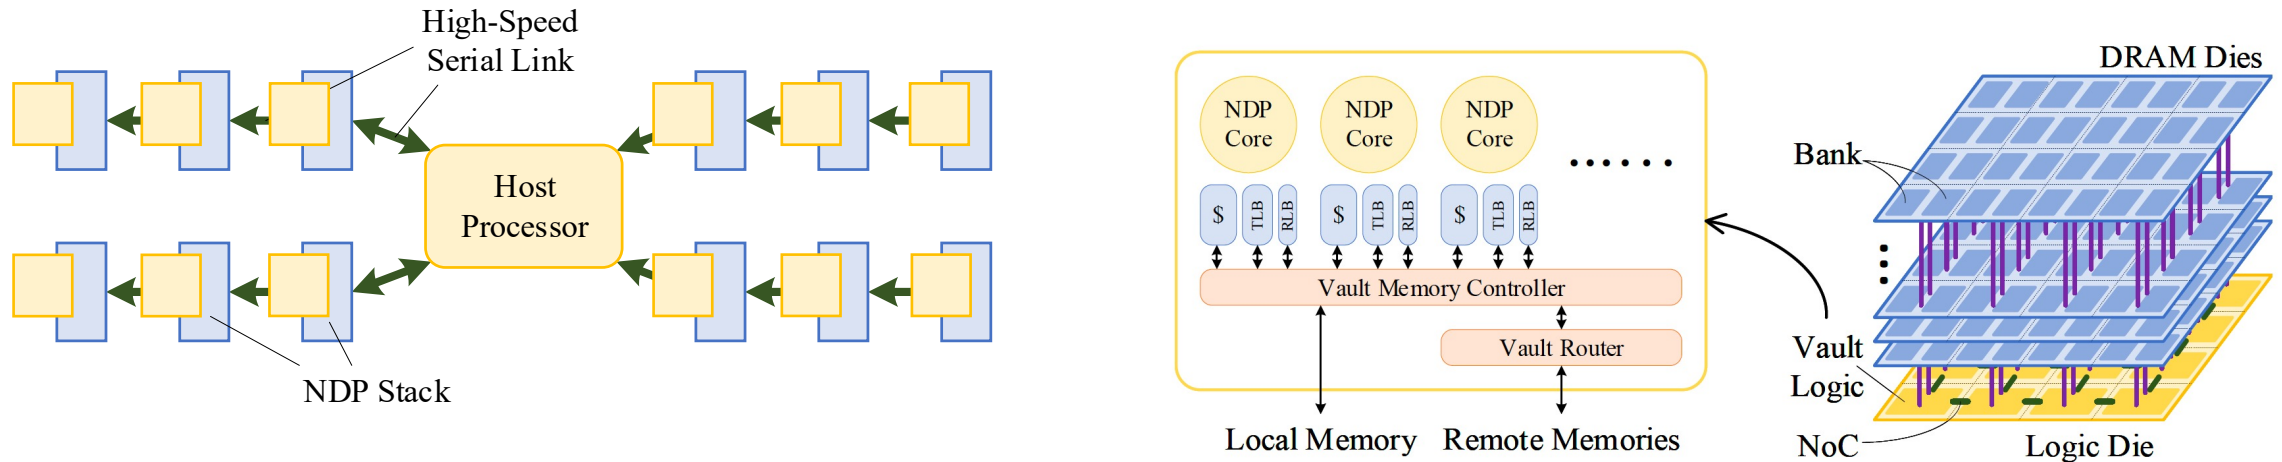 High-Speed
Serial Link
Host
Processor
NDP Stack
NDP
Core
NDP
Core
NDP
Core
......
$
TLB
RLB
$
TLB
RLB
$
TLB
RLB
Vault Memory Controller
Vault Router
Local Memory
Remote Memories
DRAM Dies
Bank
Vault
Logic
NoC
Logic Die